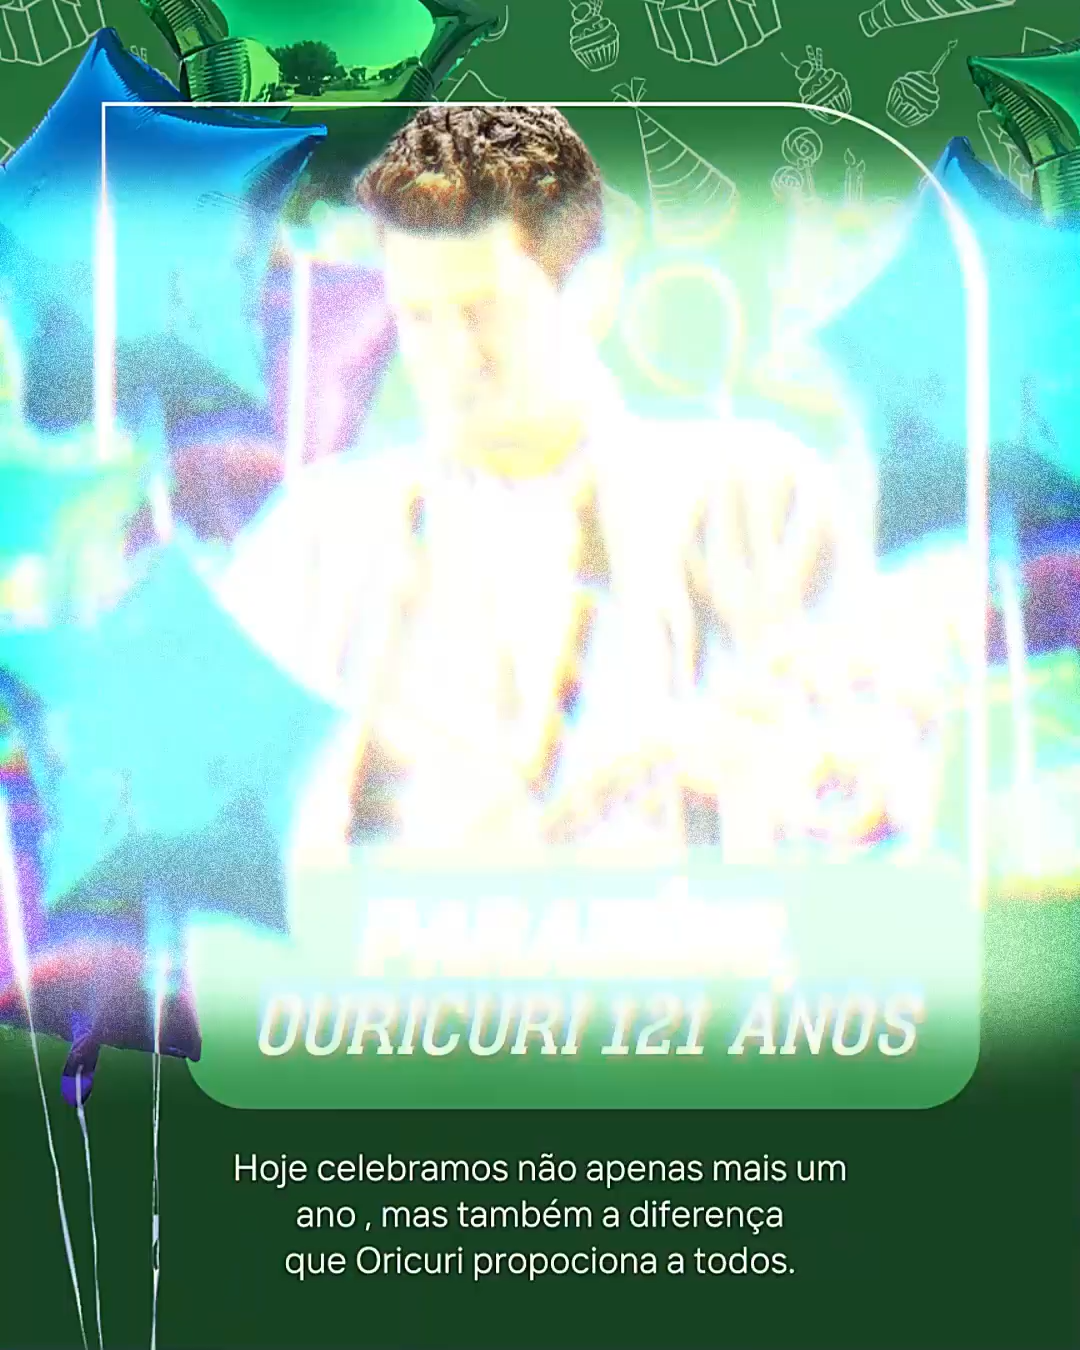 PARABÉNS,
OURICURI 121 ANOS
Hoje celebramos não apenas mais um
ano , mas também a diferença
que Oricuri propociona a todos.